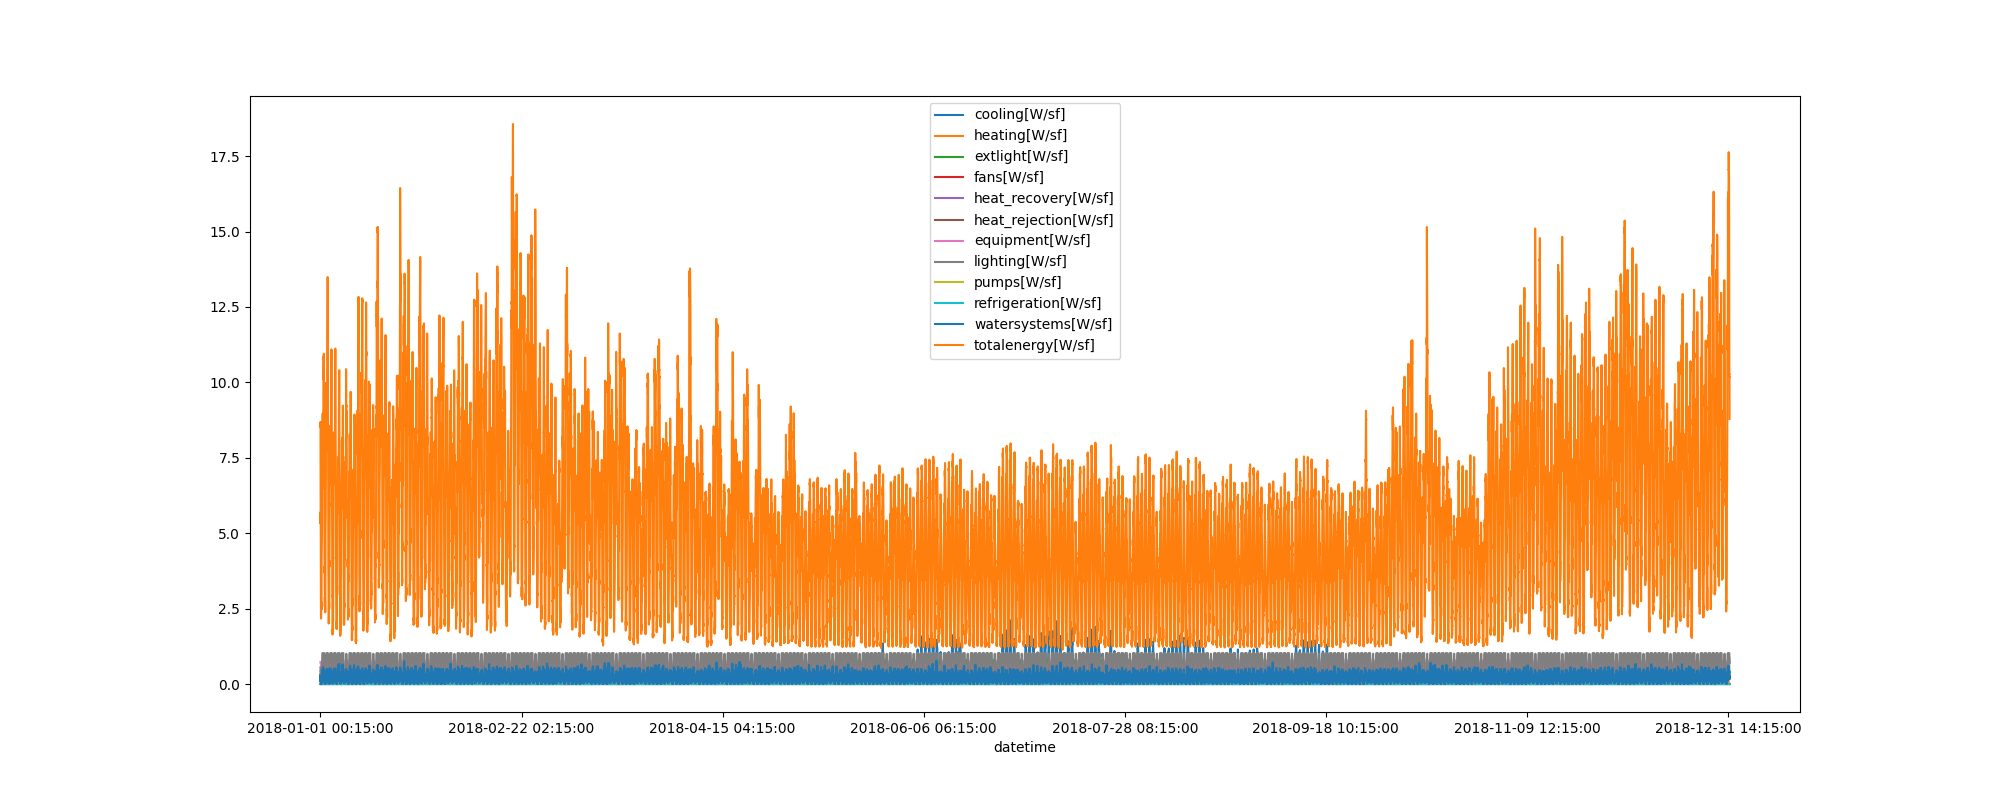 cooling[W/sf]
heating[W/sf]
extlight[W/sf]
fans[W/sf]
heat_recovery[W/sf]
heat_rejection[W/sf]
equipment[W/sf]
lighting[W/sf]
pumps[W/sf]
refrigeration[W/sf]
watersystems[W/sf]
totalenergy[W/sf]
17.5
15.0
12.5
10.0
7.5
5.0
2.5
0.0
2018-01-01 00:15:00
2018-02-22 02:15:00
2018-04-15 04:15:00
2018-06-06 06:15:00
2018-07-28 08:15:00
2018-09-18 10:15:00
2018-11-09 12:15:00
2018-12-31 14:15:00
datetime